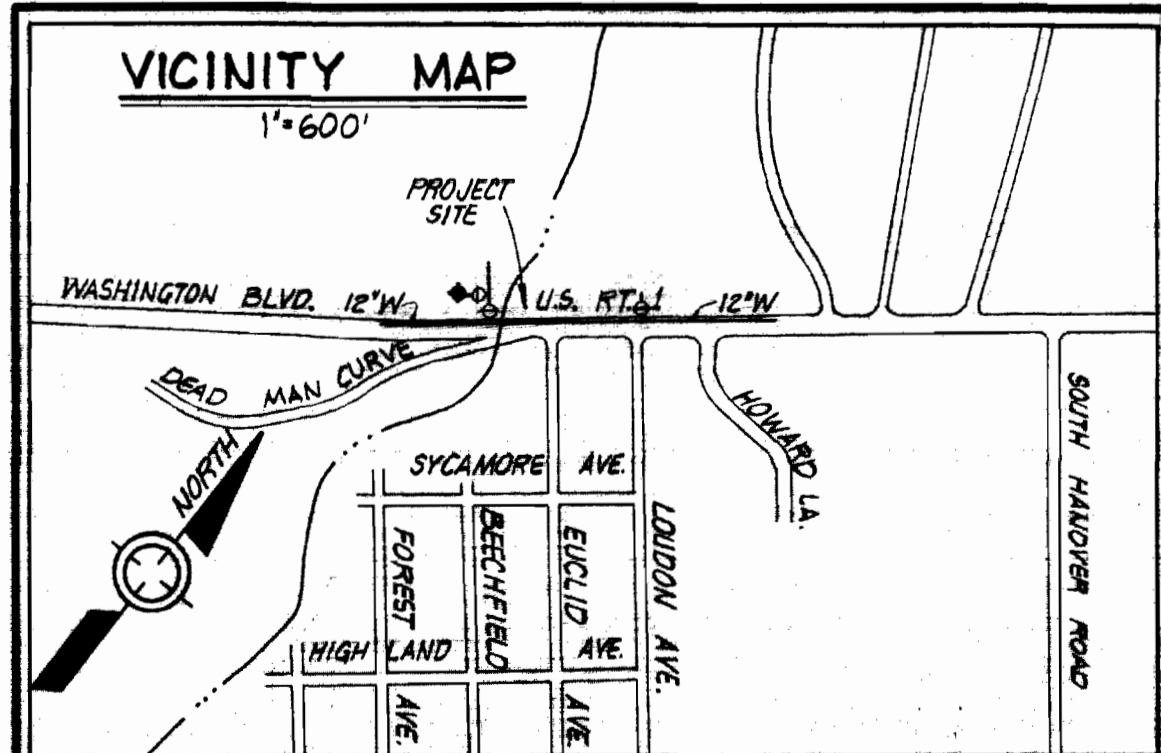 VICINITY MAP
1"=600'
PROJECT
SITE
WASHINGTON BLVD. 12"W U.S. RT. 1 12"W
DEAD MAN CURVE
HOWARD LA.
SOUTH HANOVER ROAD
NORTH
SYCAMORE AVE.
FOREST AVE.
BEECHFIELD
EUCLID AVE.
LOUDON AVE.
HIGH LAND AVE.